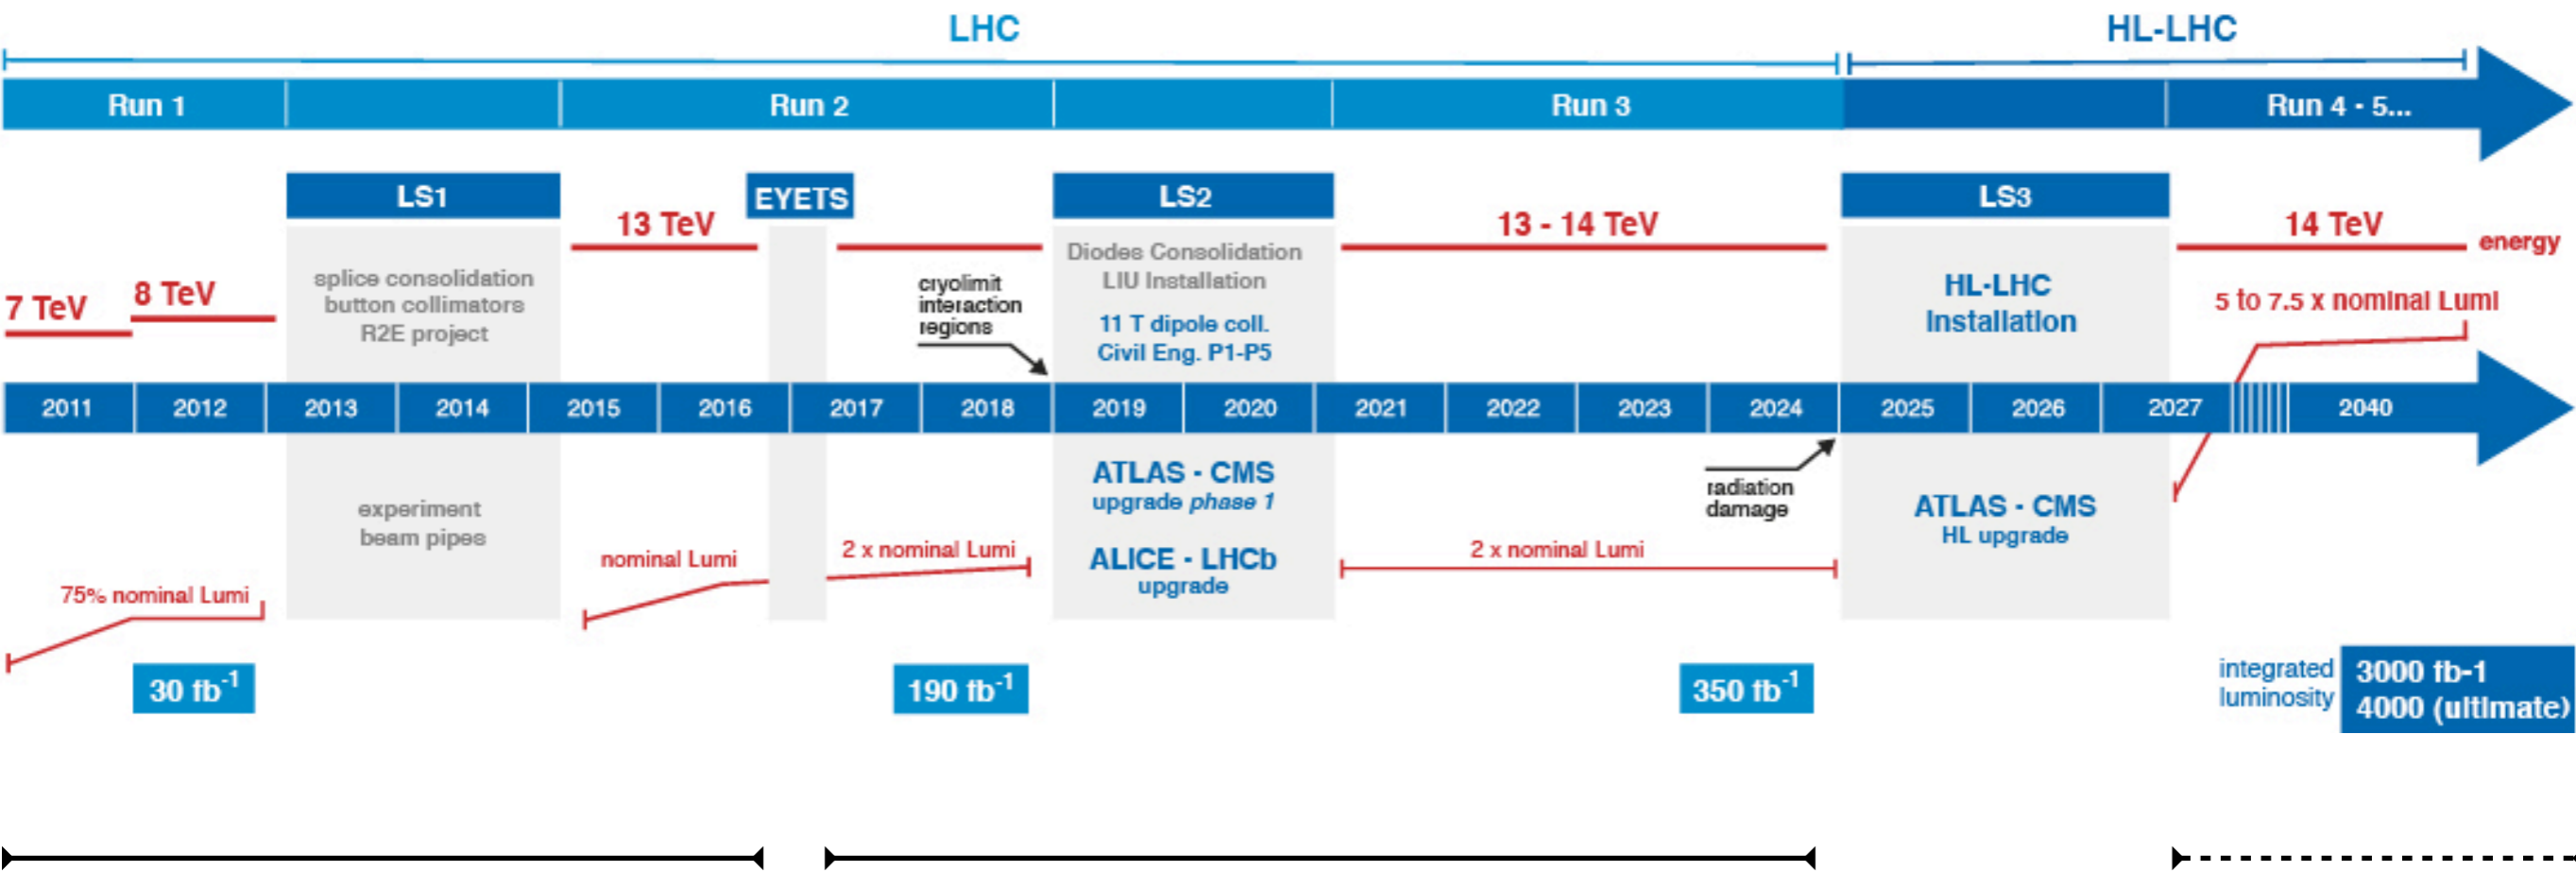 LHC
HL-LHC
Run 1
Run 2
Run 3
Run 4 - 5...
LS1
EYETS
LS2
LS3
13 TeV
13 - 14 TeV
14 TeV
energy
7 TeV
8 TeV
splice consolidation
button collimators
R2E project
cryolimit
interaction
regions
Diodes Consolidation
LIU Installation
11 T dipole coll.
Civil Eng. P1-P5
HL-LHC
installation
5 to 7.5 x nominal Lumi
2011
2012
2013
2014
2015
2016
2017
2018
2019
2020
2021
2022
2023
2024
2025
2026
2027
2040
experiment
beam pipes
ATLAS - CMS
upgrade phase 1
ALICE - LHCb
upgrade
radiation
damage
ATLAS - CMS
HL upgrade
75% nominal Lumi
nominal Lumi
2 x nominal Lumi
2 x nominal Lumi
30 fb⁻¹
190 fb⁻¹
350 fb⁻¹
integrated
luminosity
3000 fb-1
4000 (ultimate)